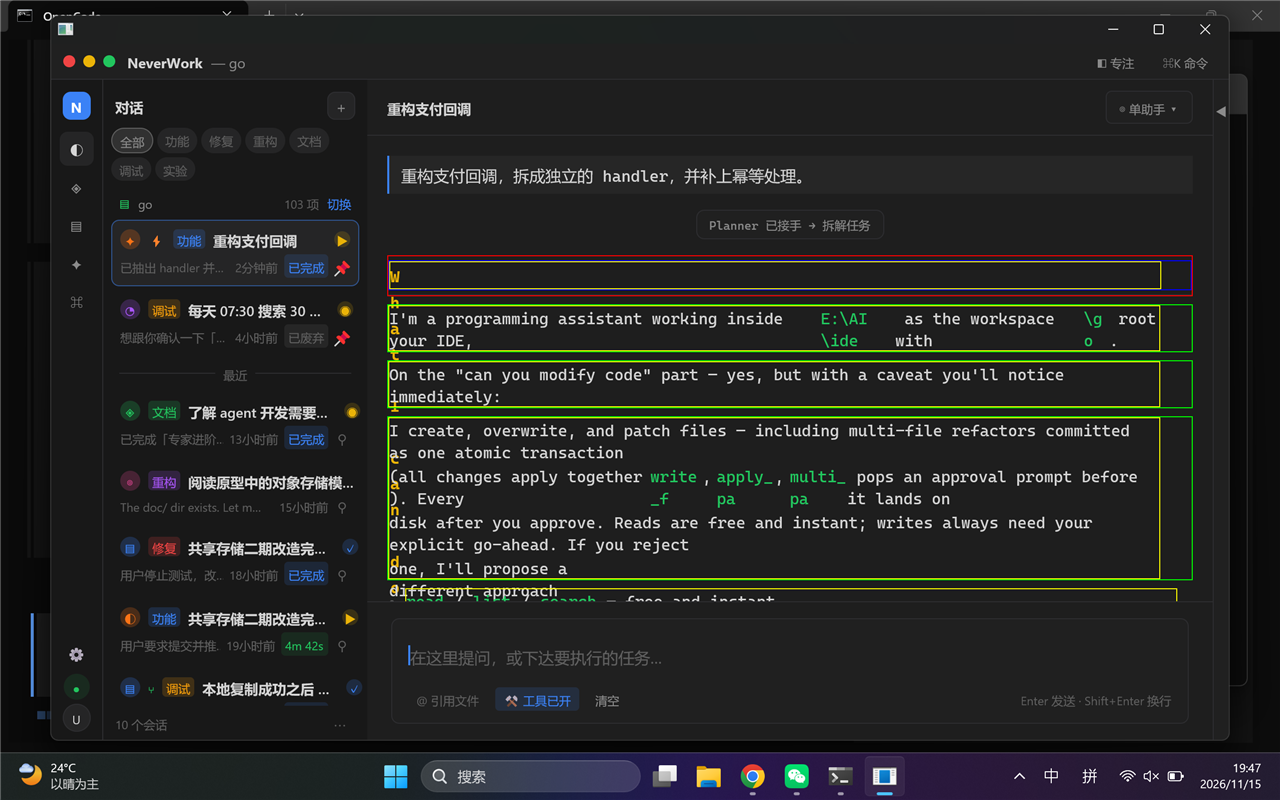 OpenCode
NeverWork — go
专注
⌘K 命令
N
对话
+
全部 功能 修复 重构 文档
调试 实验
go 103 项 切换
功能 重构支付回调
已抽出 handler 并... 2分钟前 已完成
调试 每天 07:30 搜索 30 ...
想跟你确认一下「... 4小时前 已废弃
最近
文档 了解 agent 开发需要...
已完成「专家进阶.. 13小时前 已完成
重构 阅读原型中的对象存储模...
The doc/ dir exists. Let m... 15小时前
修复 共享存储二期改造完...
用户停止测试，改.. 18小时前 已完成
功能 共享存储二期改造完...
用户要求提交并推.. 19小时前 4m 42s
调试 本地复制成功之后 ...
10 个会话 ...
U
重构支付回调
单助手
重构支付回调，拆成独立的 handler，并补上幂等处理。
Planner 已接手 → 拆解任务
W
h
a
t
I
c
a
n
d
I'm a programming assistant working inside E:\AI as the workspace \g root
your IDE, \ide with o .
On the "can you modify code" part — yes, but with a caveat you'll notice
immediately:
I create, overwrite, and patch files — including multi-file refactors committed
as one atomic transaction
(all changes apply together write , apply_ , multi_ pops an approval prompt before
). Every _f pa pa it lands on
disk after you approve. Reads are free and instant; writes always need your
explicit go-ahead. If you reject
one, I'll propose a
different approach
read / list / search — free and instant
在这里提问，或下达要执行的任务...
@ 引用文件 工具已开 清空
Enter 发送 · Shift+Enter 换行
24°C
以晴为主
搜索
中 拼
19:47
2026/11/15